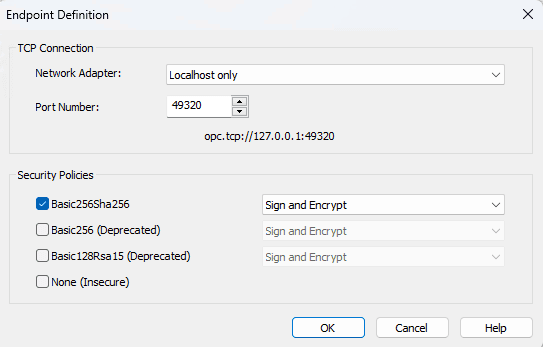 Endpoint Definition
TCP Connection
Network Adapter: Localhost only
Port Number: 49320
opc.tcp://127.0.0.1:49320
Security Policies
Basic256Sha256 Sign and Encrypt
Basic256 (Deprecated) Sign and Encrypt
Basic128Rsa15 (Deprecated) Sign and Encrypt
None (Insecure)
OK Cancel Help